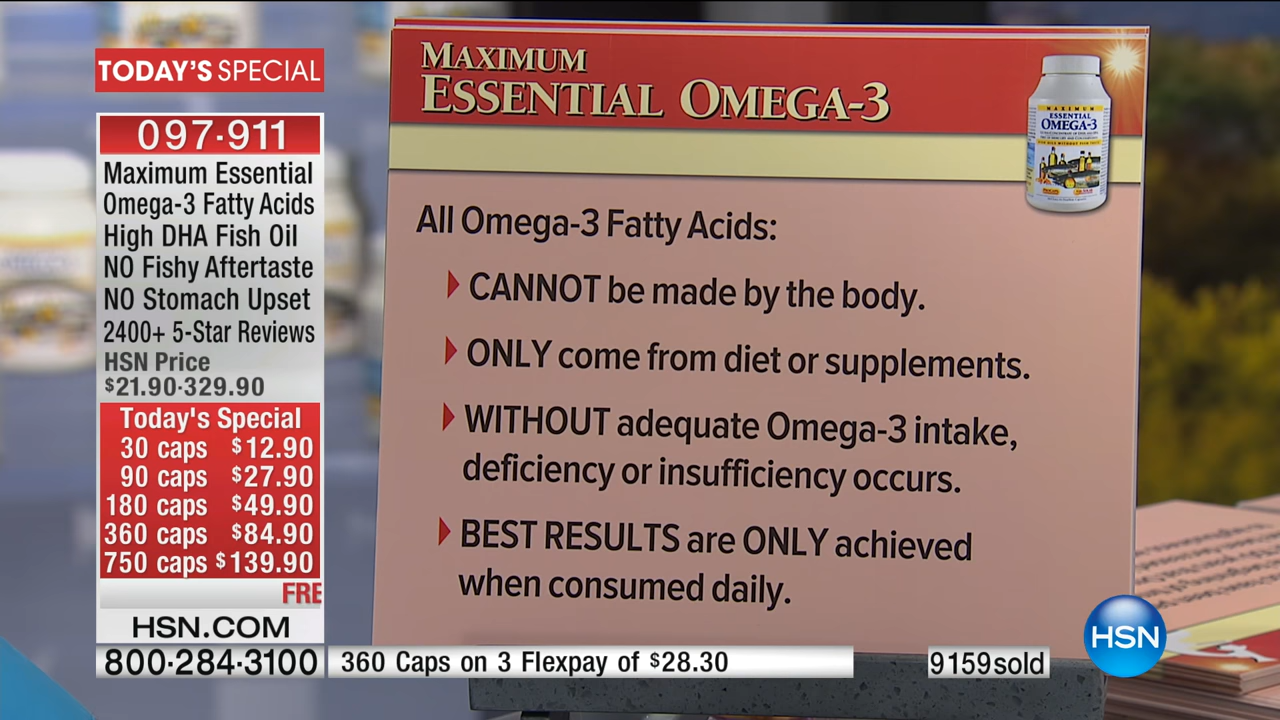 TODAY'S SPECIAL
097-911
Maximum Essential
Omega-3 Fatty Acids
High DHA Fish Oil
NO Fishy Aftertaste
NO Stomach Upset
2400+ 5-Star Reviews
HSN Price
$21.90-329.90
Today's Special
30 caps $12.90
90 caps $27.90
180 caps $49.90
360 caps $84.90
750 caps $139.90
FRE
HSN.COM
800-284-3100
360 Caps on 3 Flexpay of $28.30
9159sold
HSN
MAXIMUM
ESSENTIAL OMEGA-3
MAXIMUM
ESSENTIAL
OMEGA-3
All Omega-3 Fatty Acids:
CANNOT be made by the body.
ONLY come from diet or supplements.
WITHOUT adequate Omega-3 intake,
deficiency or insufficiency occurs.
BEST RESULTS are ONLY achieved
when consumed daily.